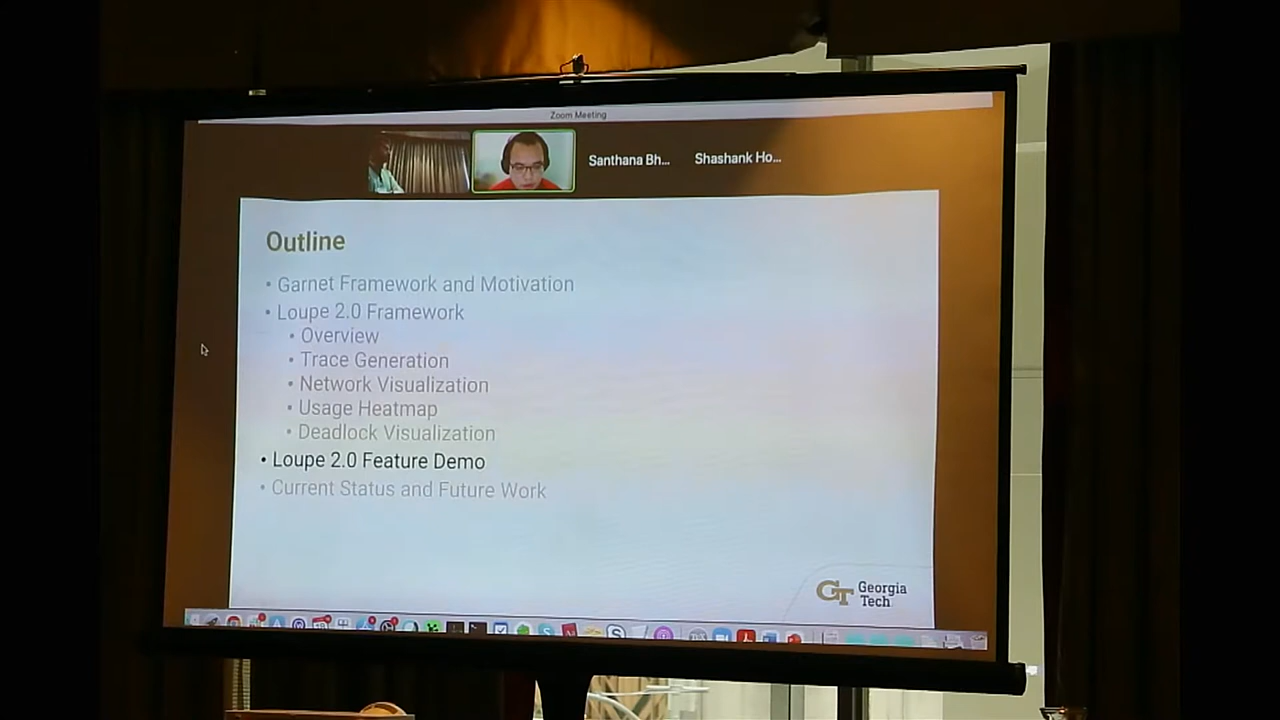 Zoom Meeting
Santhana Bh...
Shashank Ho...
Outline
• Garnet Framework and Motivation
• Loupe 2.0 Framework
• Overview
• Trace Generation
• Network Visualization
• Usage Heatmap
• Deadlock Visualization
• Loupe 2.0 Feature Demo
• Current Status and Future Work
GT Georgia
Tech